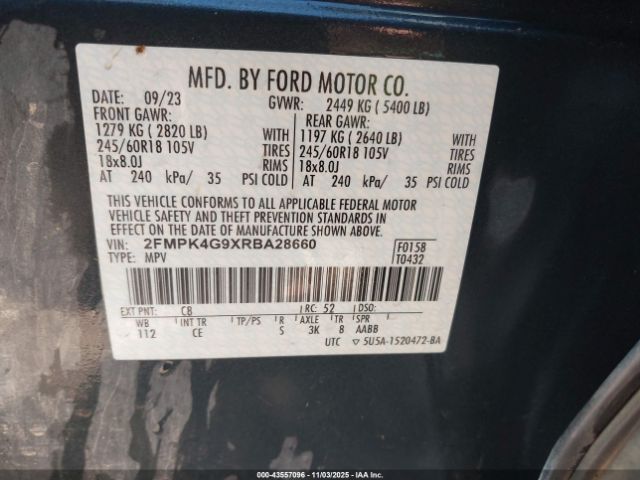 MFD. BY FORD MOTOR CO.
DATE: 09/23 GVWR: 2449 KG ( 5400 LB)
FRONT GAWR: REAR GAWR:
1279 KG ( 2820 LB) WITH 1197 KG ( 2640 LB) WITH
245/60R18 105V TIRES 245/60R18 105V TIRES
18x8.0J RIMS 18x8.0J RIMS
AT 240 kPa/ 35 PSI COLD AT 240 kPa/ 35 PSI COLD
THIS VEHICLE CONFORMS TO ALL APPLICABLE FEDERAL MOTOR
VEHICLE SAFETY AND THEFT PREVENTION STANDARDS IN
EFFECT ON THE DATE OF MANUFACTURE SHOWN ABOVE.
VIN: 2FMPK4G9XRBA28660 F0158
TYPE: MPV T0432
EXT PNT: CB RC: 52 DSO:
WB INT TR TP/PS R AXLE TR SPR
112 CE S 3K 8 AABB
UTC ▽ 5U5A-1520472-BA
000-43557096 - 11/03/2025 - IAAI.COM